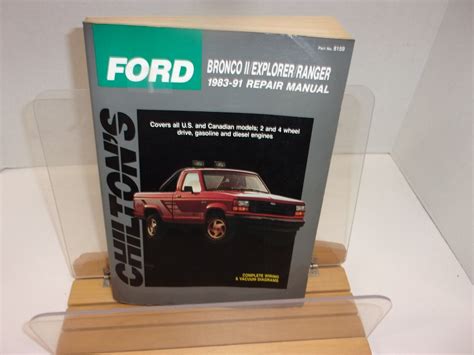 Part No. 8159
FORD
BRONCO II/EXPLORER/RANGER
1983-91 REPAIR MANUAL
Covers all U.S. and Canadian models; 2 and 4 wheel
drive, gasoline and diesel engines
CHILTON'S
COMPLETE WIRING
& VACUUM DIAGRAMS